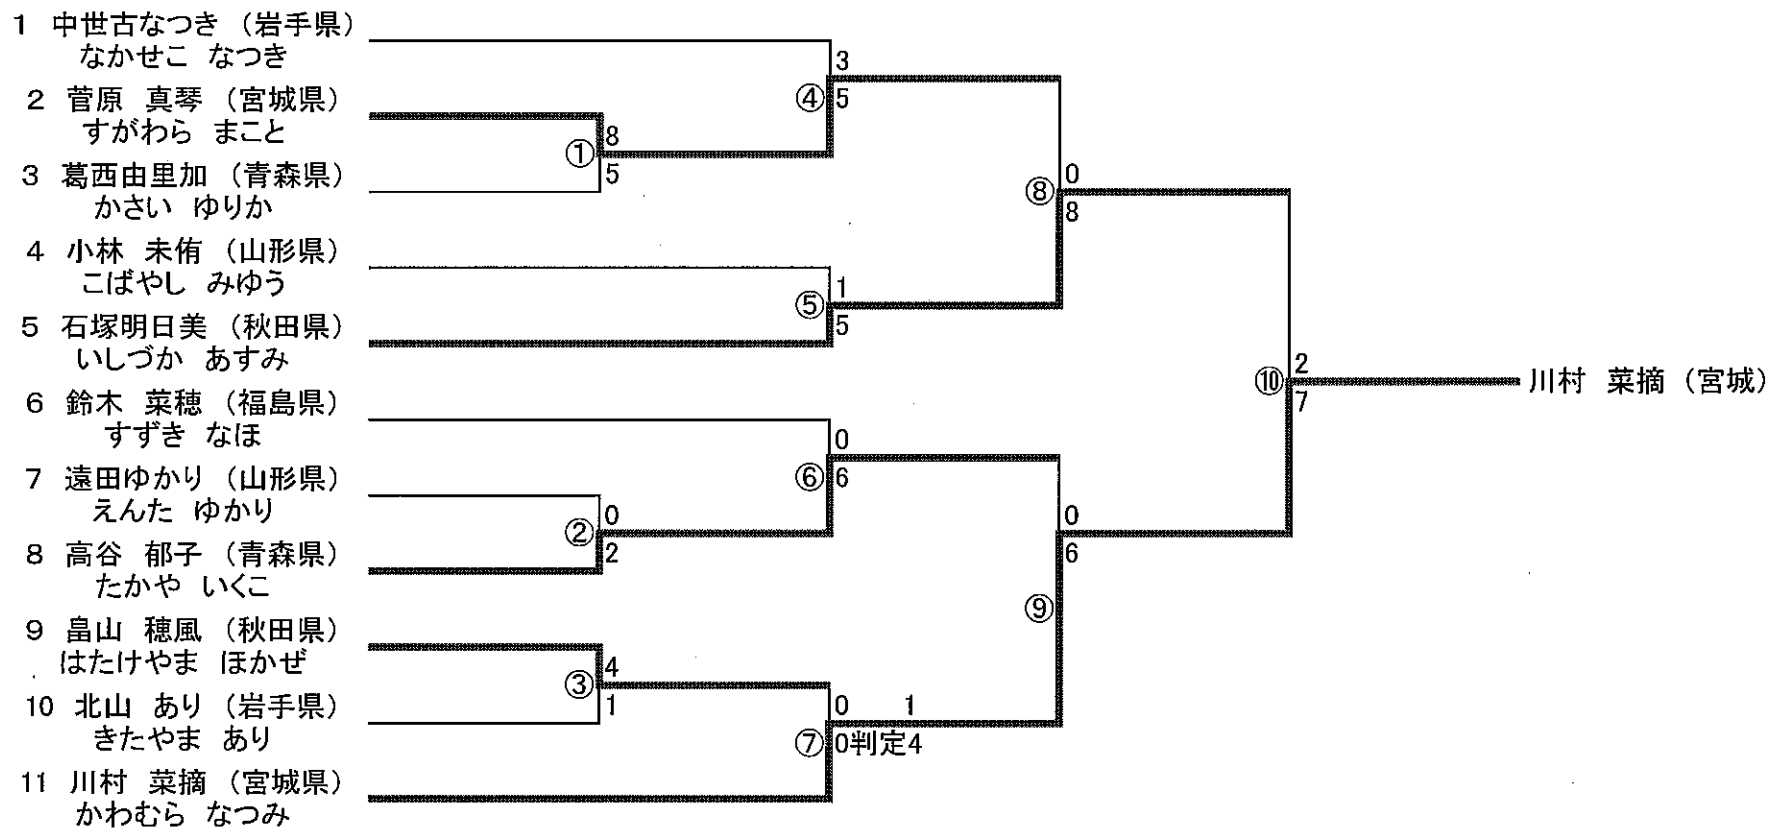 1 中世古なつき （岩手県）
なかせこ なつき
2 菅原 真琴 （宮城県）
すがわら まこと
3 葛西由里加 （青森県）
かさい ゆりか
4 小林 未侑 （山形県）
こばやし みゆう
5 石塚明日美 （秋田県）
いしづか あすみ
6 鈴木 菜穂 （福島県）
すずき なほ
7 遠田ゆかり （山形県）
えんた ゆかり
8 高谷 郁子 （青森県）
たかや いくこ
9 畠山 穂風 （秋田県）
はたけやま ほかぜ
10 北山 あり （岩手県）
きたやま あり
11 川村 菜摘 （宮城県）
かわむら なつみ
① 8
5
② 0
2
③ 4
1
3
④ 5
⑤ 1
5
0
⑥ 6
0 1
⑦ 0判定4
⑧ 0
8
0
6
⑨
⑩ 2
7
川村 菜摘 （宮城）